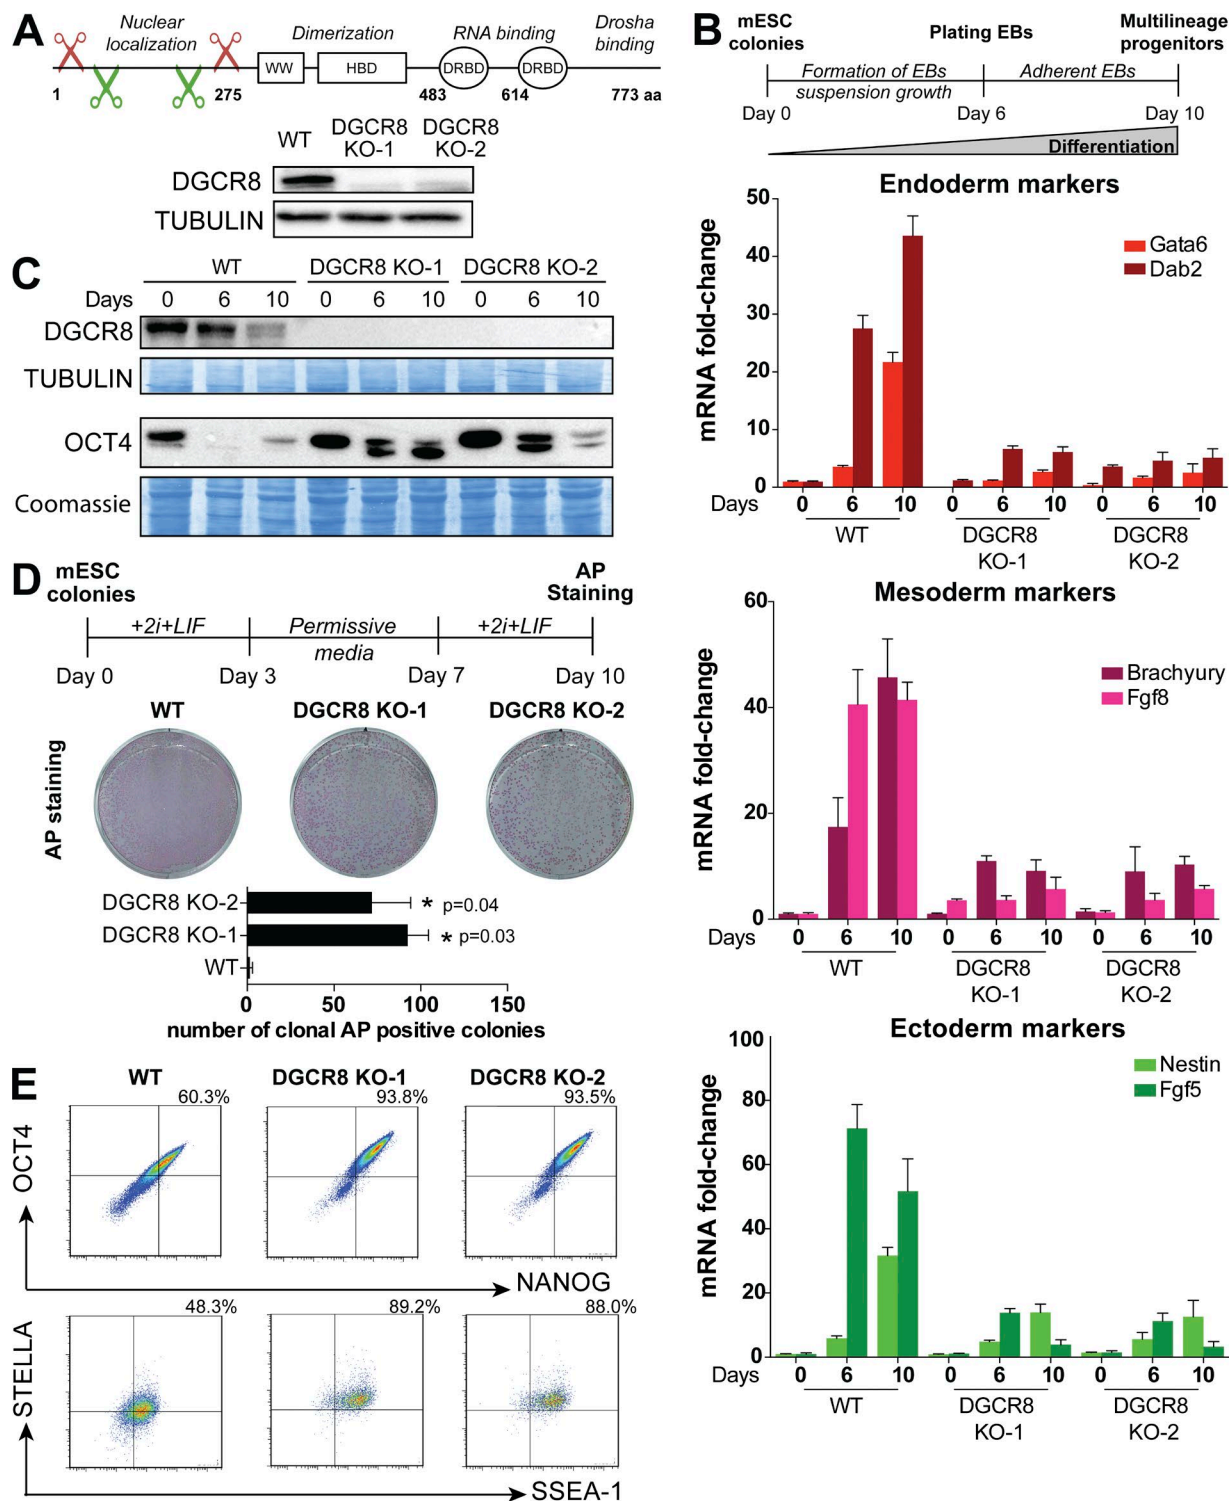 A
Nuclear
localization
Dimerization
RNA binding
Drosha
binding
WW
HBD
DRBD
DRBD
1
275
483
614
773 aa
WT
DGCR8
KO-1
DGCR8
KO-2
DGCR8
TUBULIN
B
mESC
colonies
Plating EBs
Multilineage
progenitors
Formation of EBs
suspension growth
Adherent EBs
Day 0
Day 6
Day 10
Differentiation
Endoderm markers
mRNA fold-change
50
40
30
20
10
0
Gata6
Dab2
Days 0 6 10 0 6 10 0 6 10
WT
DGCR8
KO-1
DGCR8
KO-2
Mesoderm markers
mRNA fold-change
60
40
20
0
Brachyury
Fgf8
Days 0 6 10 0 6 10 0 6 10
WT
DGCR8
KO-1
DGCR8
KO-2
Ectoderm markers
mRNA fold-change
100
80
60
40
20
0
Nestin
Fgf5
Days 0 6 10 0 6 10 0 6 10
WT
DGCR8
KO-1
DGCR8
KO-2
C
WT DGCR8 KO-1 DGCR8 KO-2
Days 0 6 10 0 6 10 0 6 10
DGCR8
TUBULIN
OCT4
Coomassie
D
mESC
colonies
AP
Staining
+2i+LIF
Permissive
media
+2i+LIF
Day 0
Day 3
Day 7
Day 10
WT
DGCR8 KO-1
DGCR8 KO-2
AP staining
DGCR8 KO-2
* p=0.04
DGCR8 KO-1
* p=0.03
WT
0 50 100 150
number of clonal AP positive colonies
E
WT
DGCR8 KO-1
DGCR8 KO-2
60.3%
93.8%
93.5%
OCT4
NANOG
48.3%
89.2%
88.0%
STELLA
SSEA-1